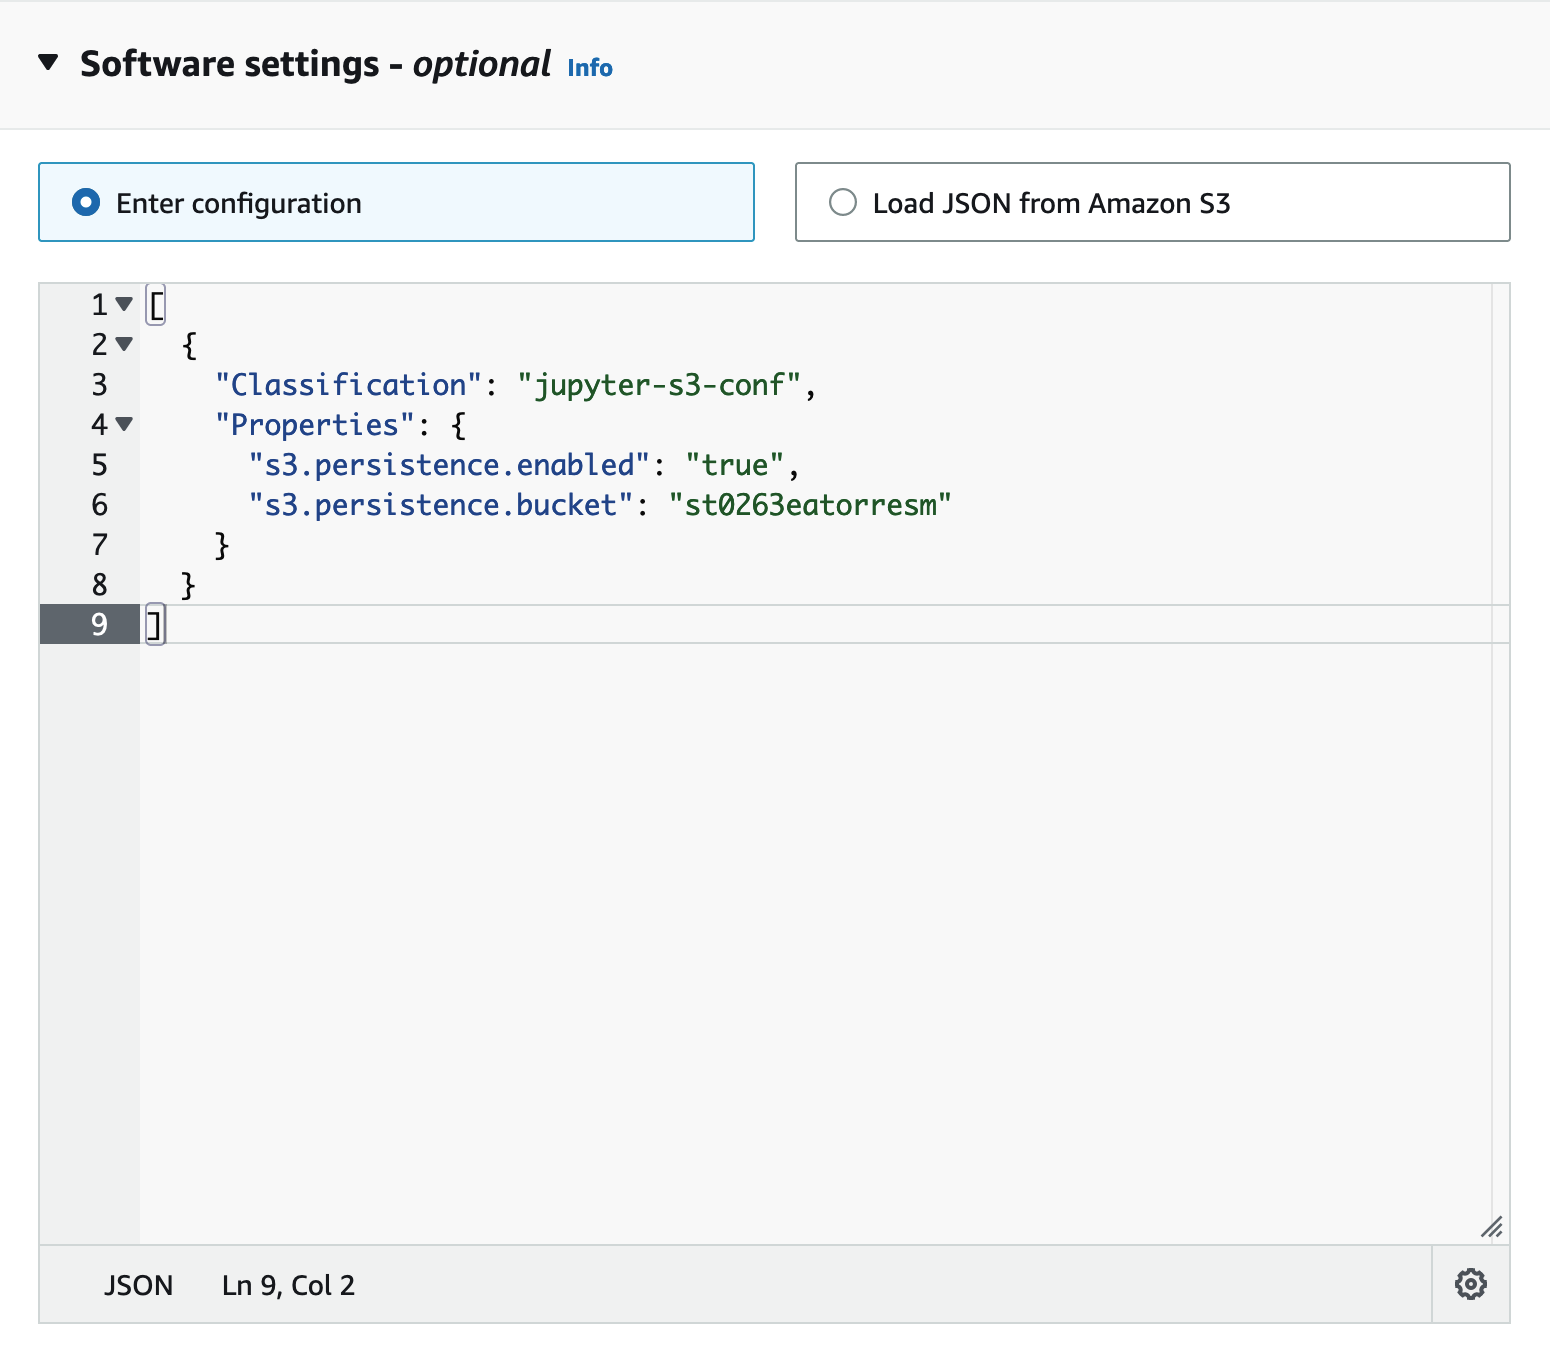 Software settings - optional Info
Enter configuration
Load JSON from Amazon S3
1 [
2   {
3     "Classification": "jupyter-s3-conf",
4     "Properties": {
5       "s3.persistence.enabled": "true",
6       "s3.persistence.bucket": "st0263eatorresm"
7     }
8   }
9 ]
JSON Ln 9, Col 2